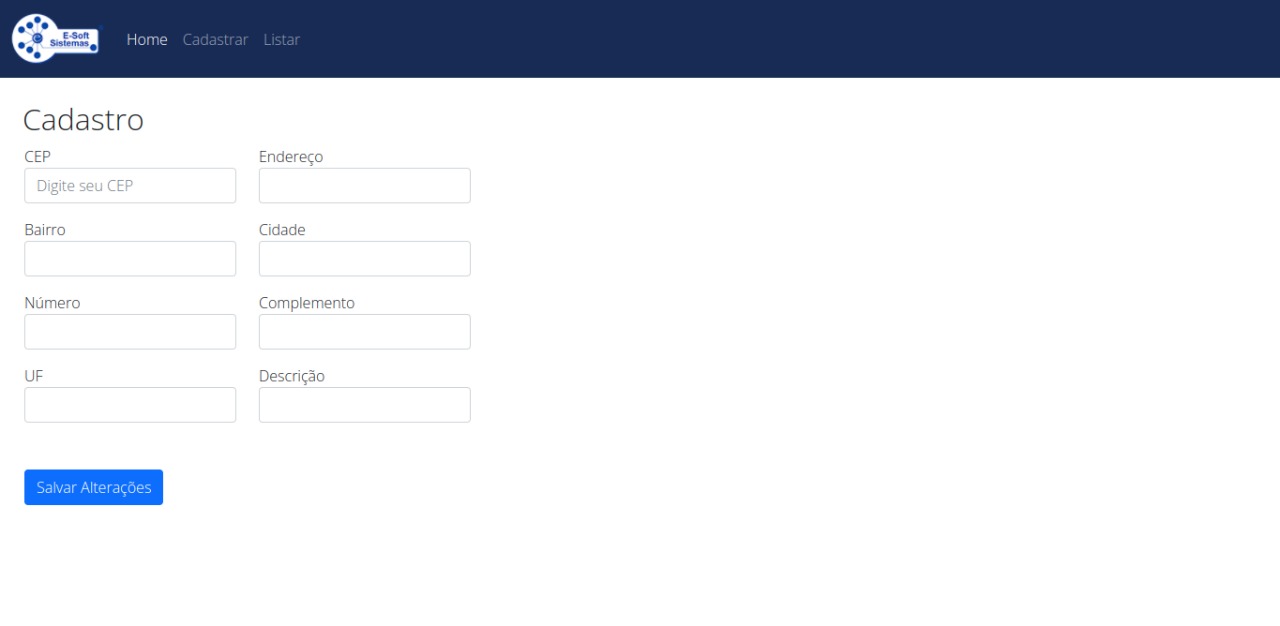 E-Soft
Sistemas
Home Cadastrar Listar
Cadastro
CEP Endereço
Digite seu CEP
Bairro Cidade
Número Complemento
UF Descrição
Salvar Alterações